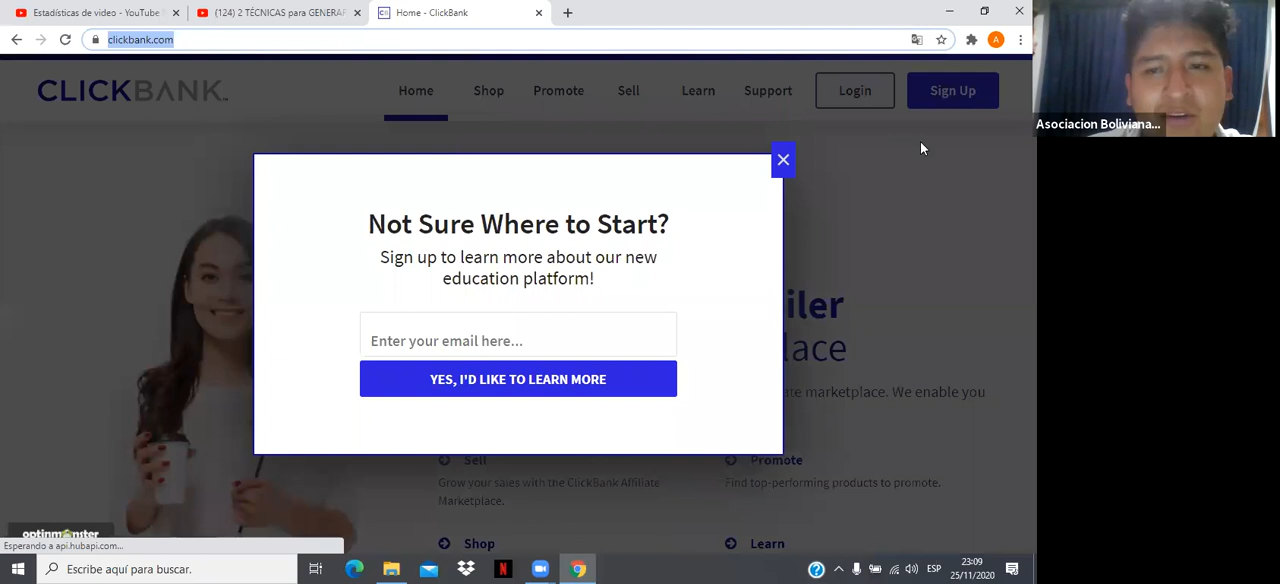 Estadísticas de video - YouTube
(124) 2 TÉCNICAS para GENERAR
Home - ClickBank
clickbank.com
CLICKBANK
Home
Shop
Promote
Sell
Learn
Support
Login
Sign Up
Asociacion Boliviana...
Not Sure Where to Start?
Sign up to learn more about our new
education platform!
Enter your email here...
YES, I'D LIKE TO LEARN MORE
marketplace. We enable you
Sell
Grow your sales with the ClickBank Affiliate
Marketplace.
Promote
Find top-performing products to promote.
Shop
Learn
optinmonster
Esperando a api.hubapi.com...
Escribe aquí para buscar.
ESP
23:09
25/11/2020